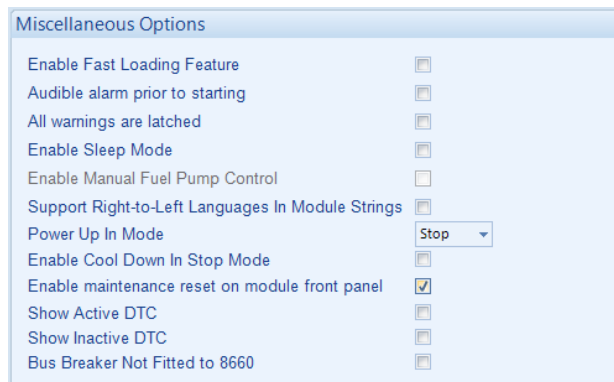 Miscellaneous Options
Enable Fast Loading Feature
Audible alarm prior to starting
All warnings are latched
Enable Sleep Mode
Enable Manual Fuel Pump Control
Support Right-to-Left Languages In Module Strings
Power Up In Mode Stop
Enable Cool Down In Stop Mode
Enable maintenance reset on module front panel
Show Active DTC
Show Inactive DTC
Bus Breaker Not Fitted to 8660